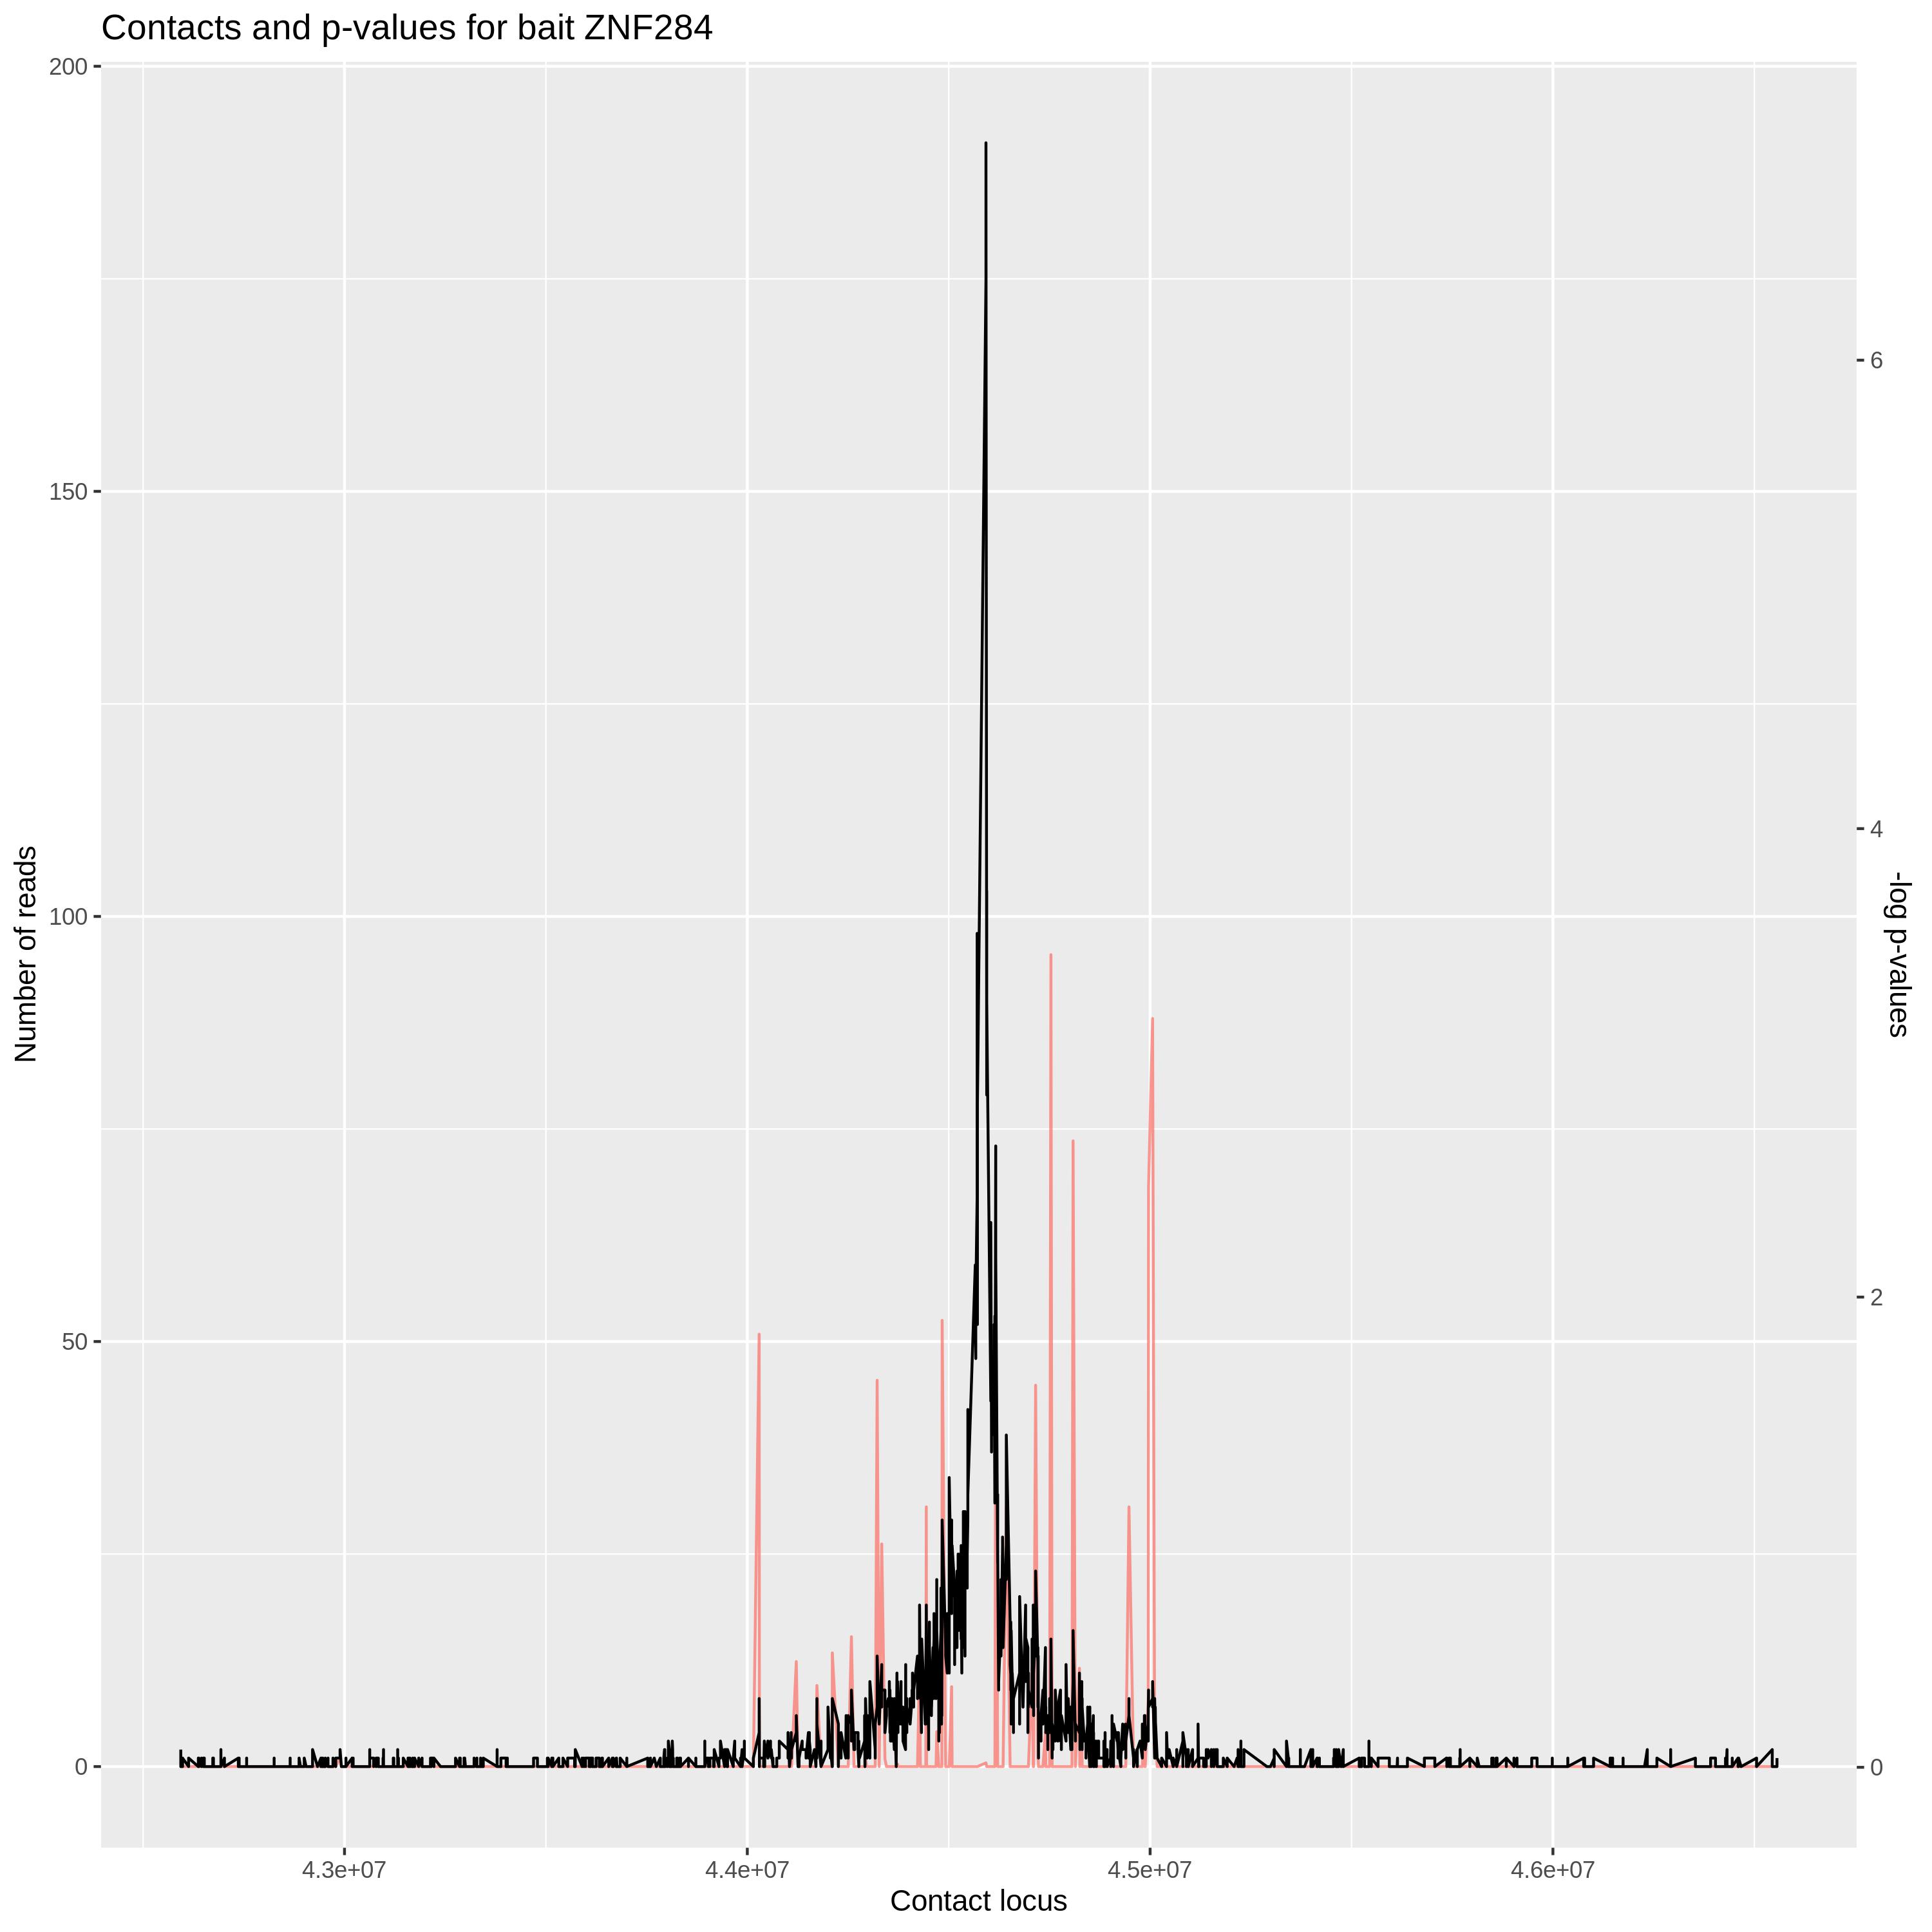 Contacts and p-values for bait ZNF284
200
150
100
50
0
Number of reads
6
4
2
0
-log p-values
4.3e+07
4.4e+07
4.5e+07
4.6e+07
Contact locus